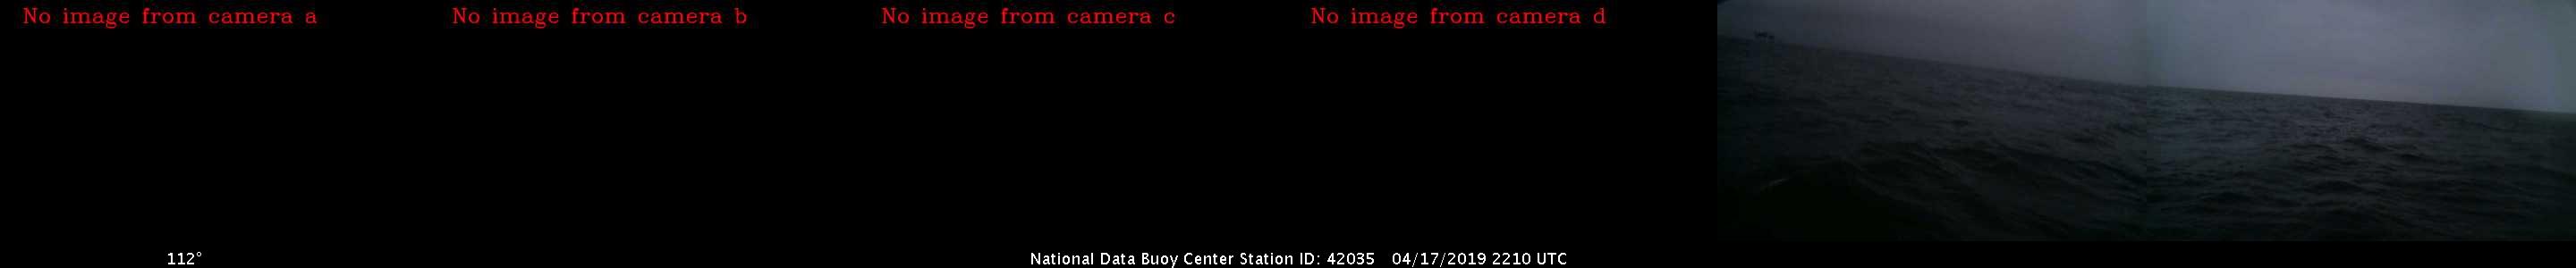 No image from camera a
No image from camera b
No image from camera c
No image from camera d
112°
National Data Buoy Center Station ID: 42035 04/17/2019 2210 UTC